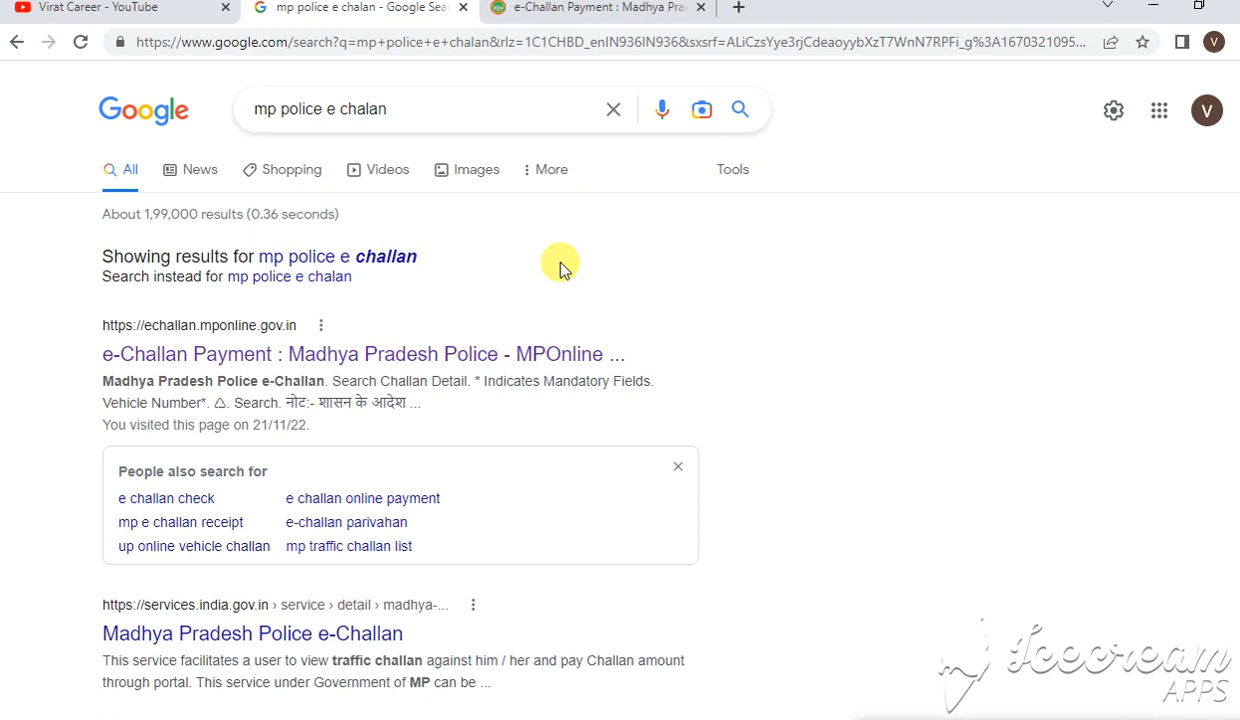 Virat Career - YouTube
mp police e chalan - Google Sea
e-Challan Payment : Madhya Pra
https://www.google.com/search?q=mp+police+e+chalan&rlz=1C1CHBD_enIN936IN936&sxsrf=ALiCzsYye3rjCdeaoyybXzT7WnN7RPFi_g%3A1670321095...
V
Google
mp police e chalan
V
All
News
Shopping
Videos
Images
More
Tools
About 1,99,000 results (0.36 seconds)
Showing results for mp police e challan
Search instead for mp police e chalan
https://echallan.mponline.gov.in
e-Challan Payment : Madhya Pradesh Police - MPOnline ...
Madhya Pradesh Police e-Challan. Search Challan Detail. * Indicates Mandatory Fields.
Vehicle Number*. Search. नोट:- शासन के आदेश ...
You visited this page on 21/11/22.
People also search for
e challan check
e challan online payment
mp e challan receipt
e-challan parivahan
up online vehicle challan
mp traffic challan list
https://services.india.gov.in › service › detail › madhya-...
Madhya Pradesh Police e-Challan
This service facilitates a user to view traffic challan against him / her and pay Challan amount
through portal. This service under Government of MP can be ...
Icecream
APPS